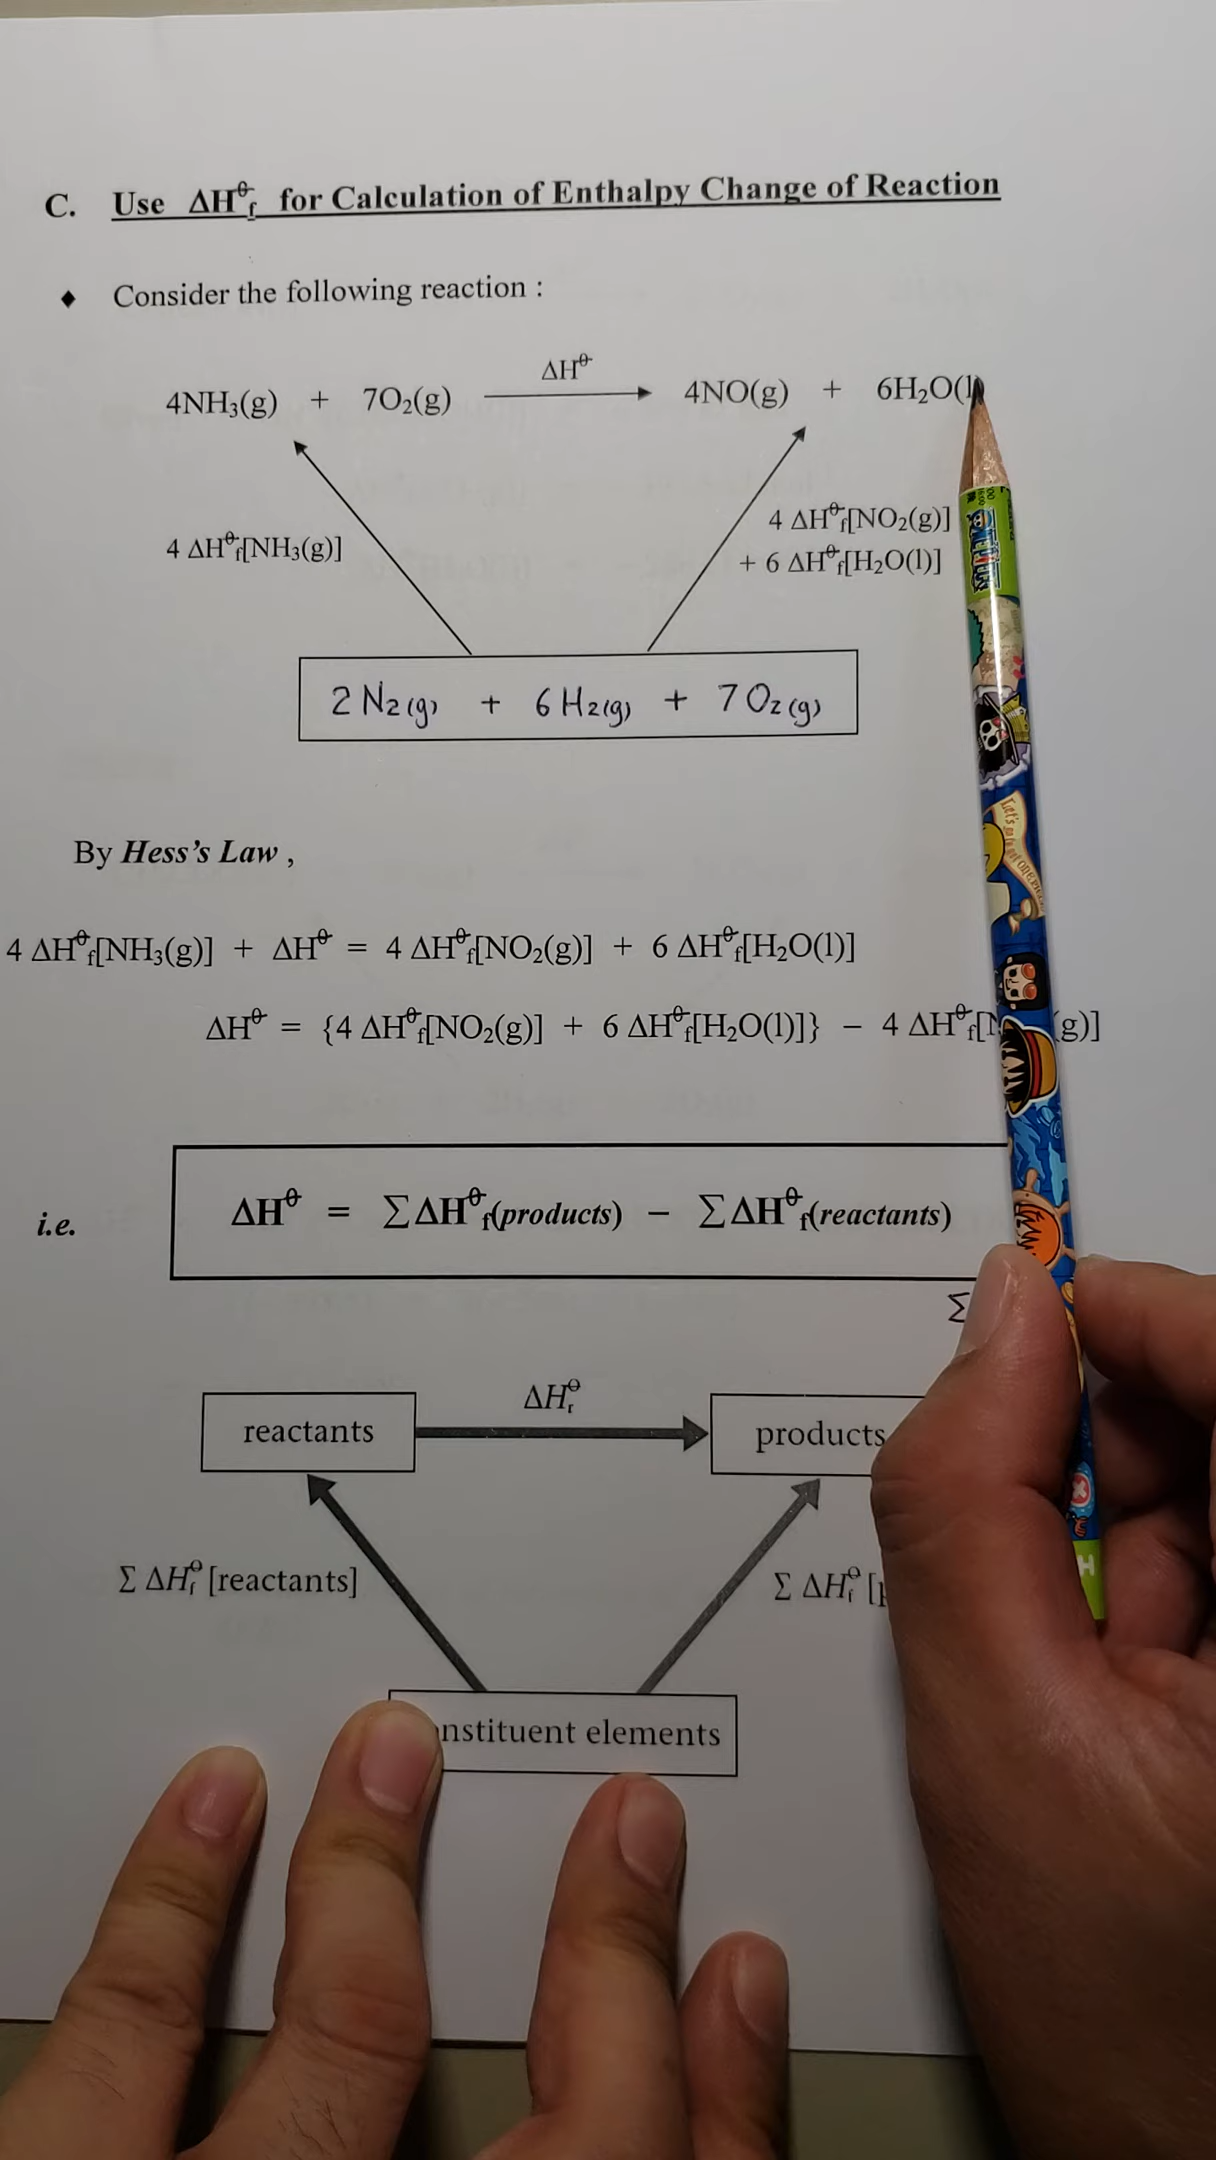 C. Use ΔH⦵f for Calculation of Enthalpy Change of Reaction
♦ Consider the following reaction :
ΔH⦵
4NH₃(g) + 7O₂(g) → 4NO(g) + 6H₂O(l
4 ΔH⦵f[NO₂(g)]
4 ΔH⦵f[NH₃(g)]
+ 6 ΔH⦵f[H₂O(l)]
2 N₂(g) + 6 H₂(g) + 7 O₂(g)
By Hess's Law ,
4 ΔH⦵f[NH₃(g)] + ΔH⦵ = 4 ΔH⦵f[NO₂(g)] + 6 ΔH⦵f[H₂O(l)]
ΔH⦵ = {4 ΔH⦵f[NO₂(g)] + 6 ΔH⦵f[H₂O(l)]} − 4 ΔH⦵f[N (g)]
i.e. ΔH⦵ = ∑ΔH⦵f(products) − ∑ΔH⦵f(reactants)
Σ
ΔH⦵r
reactants
products
Σ ΔH⦵f [reactants]
Σ ΔH⦵f [
nstituent elements
H